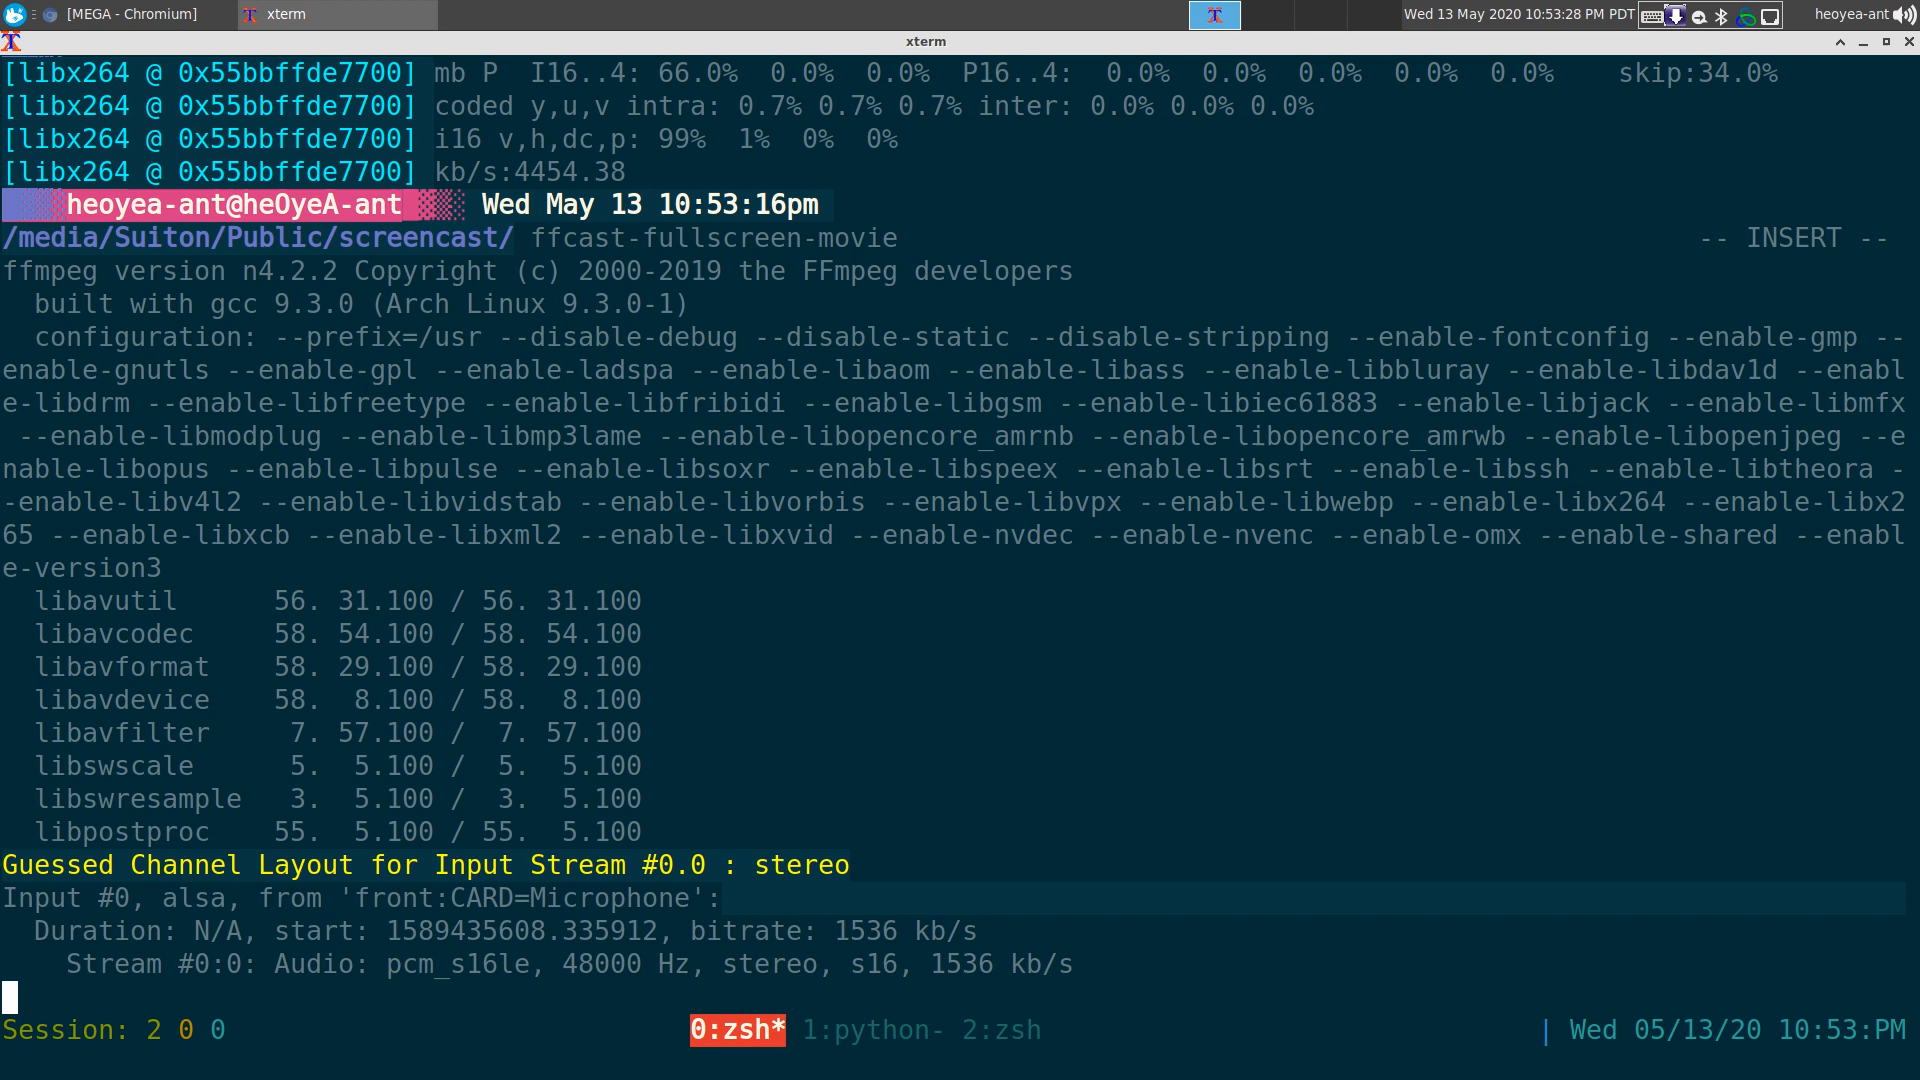 [MEGA - Chromium] xterm Wed 13 May 2020 10:53:28 PM PDT heoyea-ant
xterm
[libx264 @ 0x55bbffde7700] mb P  I16..4: 66.0%  0.0%  0.0%  P16..4:  0.0%  0.0%  0.0%  0.0%  0.0%    skip:34.0%
[libx264 @ 0x55bbffde7700] coded y,u,v intra: 0.7% 0.7% 0.7% inter: 0.0% 0.0% 0.0%
[libx264 @ 0x55bbffde7700] i16 v,h,dc,p: 99%  1%  0%  0%
[libx264 @ 0x55bbffde7700] kb/s:4454.38
heoyea-ant@heOyeA-ant Wed May 13 10:53:16pm
/media/Suiton/Public/screencast/ ffcast-fullscreen-movie -- INSERT --
ffmpeg version n4.2.2 Copyright (c) 2000-2019 the FFmpeg developers
  built with gcc 9.3.0 (Arch Linux 9.3.0-1)
  configuration: --prefix=/usr --disable-debug --disable-static --disable-stripping --enable-fontconfig --enable-gmp --
enable-gnutls --enable-gpl --enable-ladspa --enable-libaom --enable-libass --enable-libbluray --enable-libdav1d --enabl
e-libdrm --enable-libfreetype --enable-libfribidi --enable-libgsm --enable-libiec61883 --enable-libjack --enable-libmfx
 --enable-libmodplug --enable-libmp3lame --enable-libopencore_amrnb --enable-libopencore_amrwb --enable-libopenjpeg --e
nable-libopus --enable-libpulse --enable-libsoxr --enable-libspeex --enable-libsrt --enable-libssh --enable-libtheora -
-enable-libv4l2 --enable-libvidstab --enable-libvorbis --enable-libvpx --enable-libwebp --enable-libx264 --enable-libx2
65 --enable-libxcb --enable-libxml2 --enable-libxvid --enable-nvdec --enable-nvenc --enable-omx --enable-shared --enabl
e-version3
  libavutil      56. 31.100 / 56. 31.100
  libavcodec     58. 54.100 / 58. 54.100
  libavformat    58. 29.100 / 58. 29.100
  libavdevice    58.  8.100 / 58.  8.100
  libavfilter     7. 57.100 /  7. 57.100
  libswscale      5.  5.100 /  5.  5.100
  libswresample   3.  5.100 /  3.  5.100
  libpostproc    55.  5.100 / 55.  5.100
Guessed Channel Layout for Input Stream #0.0 : stereo
Input #0, alsa, from 'front:CARD=Microphone':
  Duration: N/A, start: 1589435608.335912, bitrate: 1536 kb/s
    Stream #0:0: Audio: pcm_s16le, 48000 Hz, stereo, s16, 1536 kb/s
Session: 2 0 0 0:zsh* 1:python- 2:zsh | Wed 05/13/20 10:53:PM